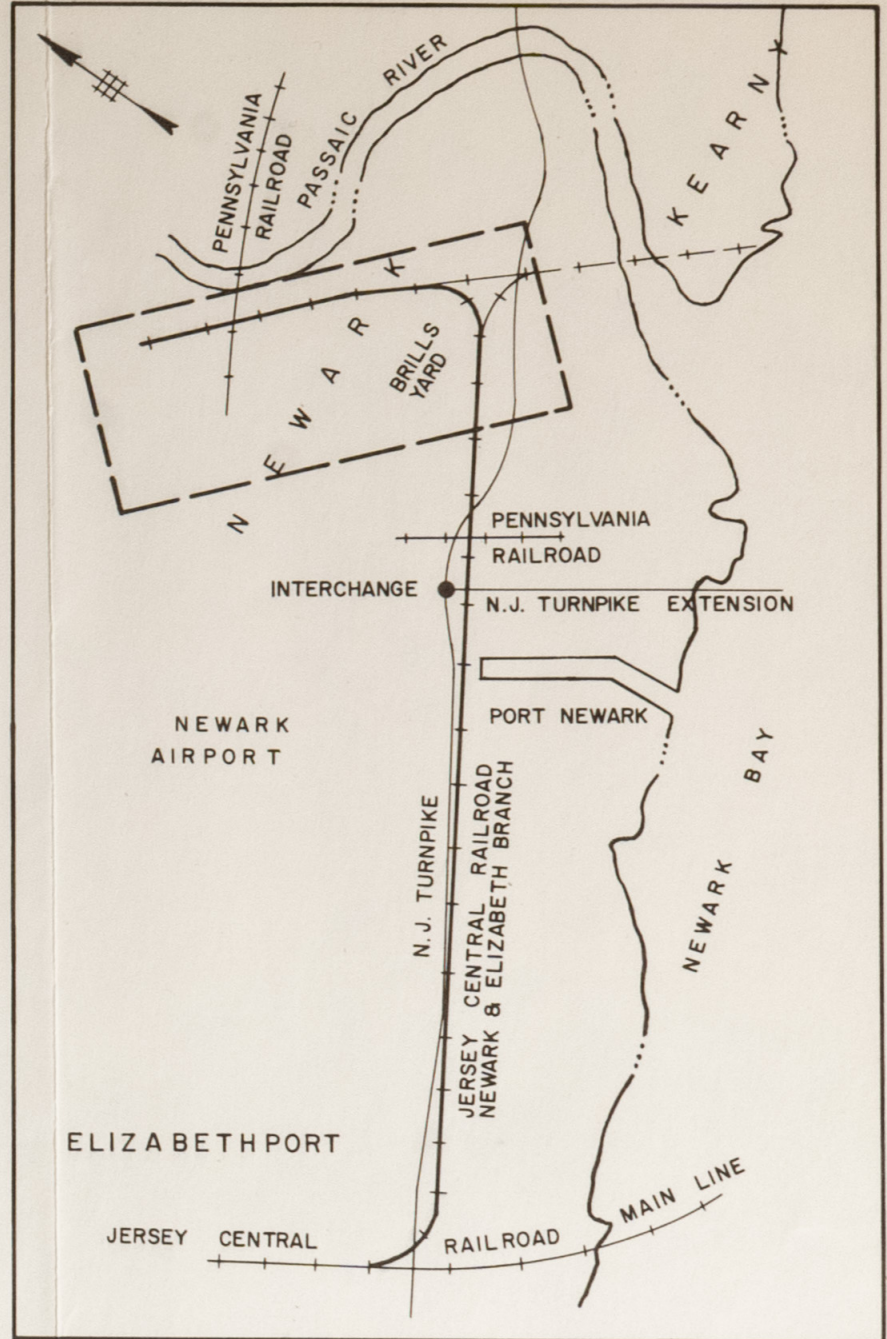 PENNSYLVANIA
RAILROAD
PASSAIC RIVER
KEARNY
NEWARK
BRILLS
YARD
PENNSYLVANIA
RAILROAD
INTERCHANGE
N.J. TURNPIKE EXTENSION
PORT NEWARK
NEWARK
AIRPORT
NEWARK BAY
N.J. TURNPIKE
JERSEY CENTRAL RAILROAD
NEWARK & ELIZABETH BRANCH
ELIZABETHPORT
JERSEY CENTRAL RAILROAD MAIN LINE